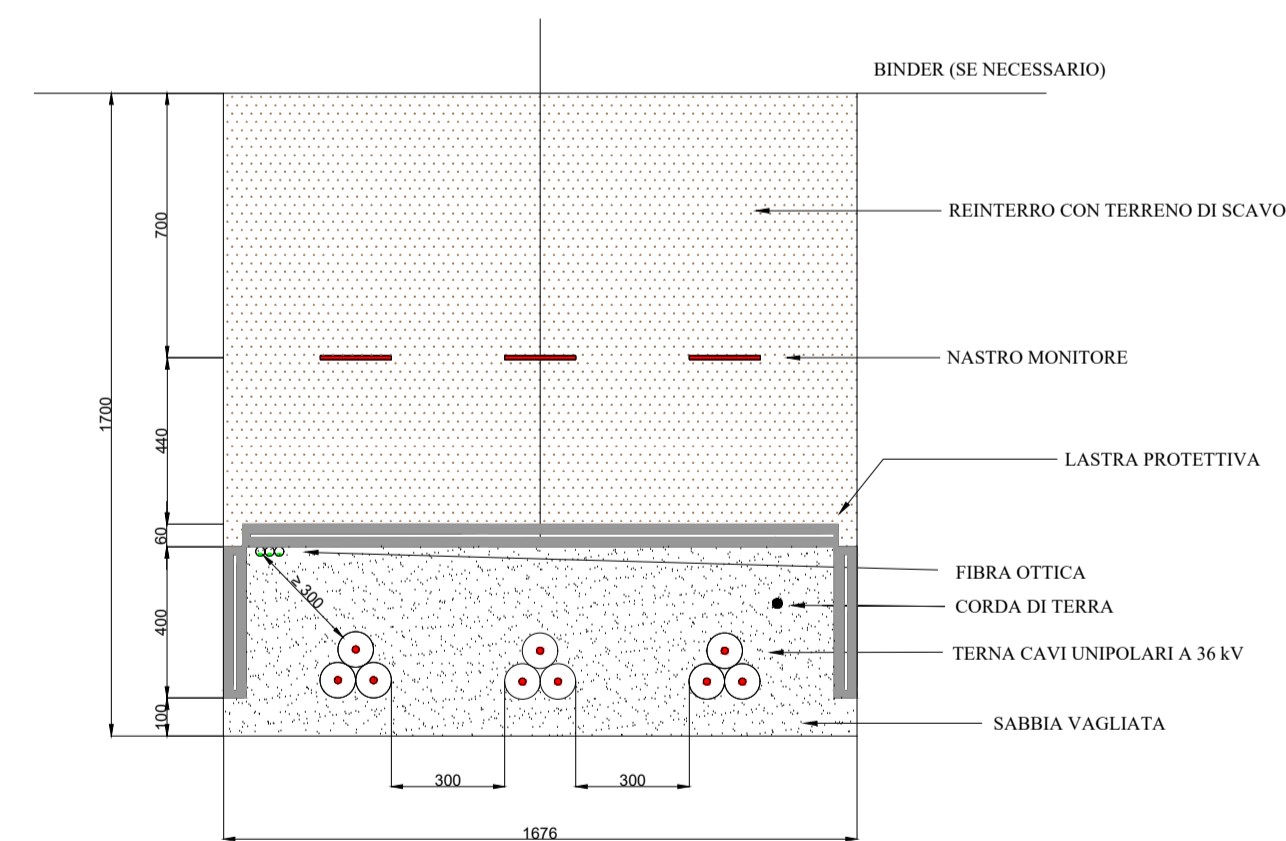 BINDER (SE NECESSARIO)
700
REINTERRO CON TERRENO DI SCAVO
NASTRO MONITORE
1700
440
LASTRA PROTETTIVA
60
FIBRA OTTICA
≥ 300
400
CORDA DI TERRA
TERNA CAVI UNIPOLARI A 36 kV
100
SABBIA VAGLIATA
300
300
1676